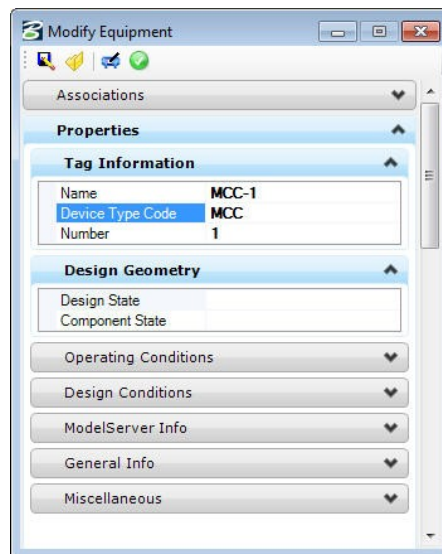 Modify Equipment
Associations
Properties
Tag Information
Name MCC-1
Device Type Code MCC
Number 1
Design Geometry
Design State
Component State
Operating Conditions
Design Conditions
ModelServer Info
General Info
Miscellaneous